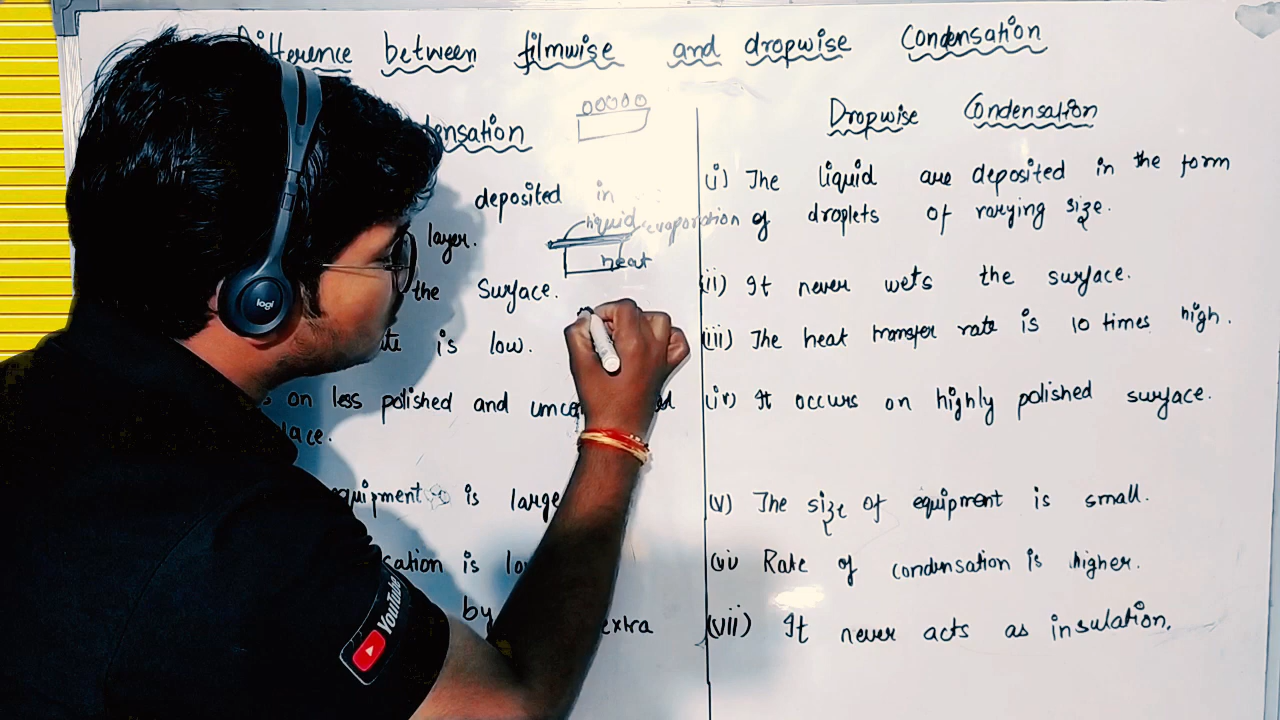 Difference between filmwise and dropwise Condensation
densation
deposited in
layer.
the Surface.
is low.
on less polished and
equipment is large
sation is
by extra
liquid evaporation
heat
Dropwise Condensation
(i) The liquid are deposited in the form
of droplets of varying size.
(ii) It never wets the surface.
(iii) The heat transfer rate is 10 times high.
(iv) It occurs on highly polished surface.
(v) The size of equipment is small.
(vi Rate of condensation is higher.
(vii) It never acts as insulation.
logi
YouTube